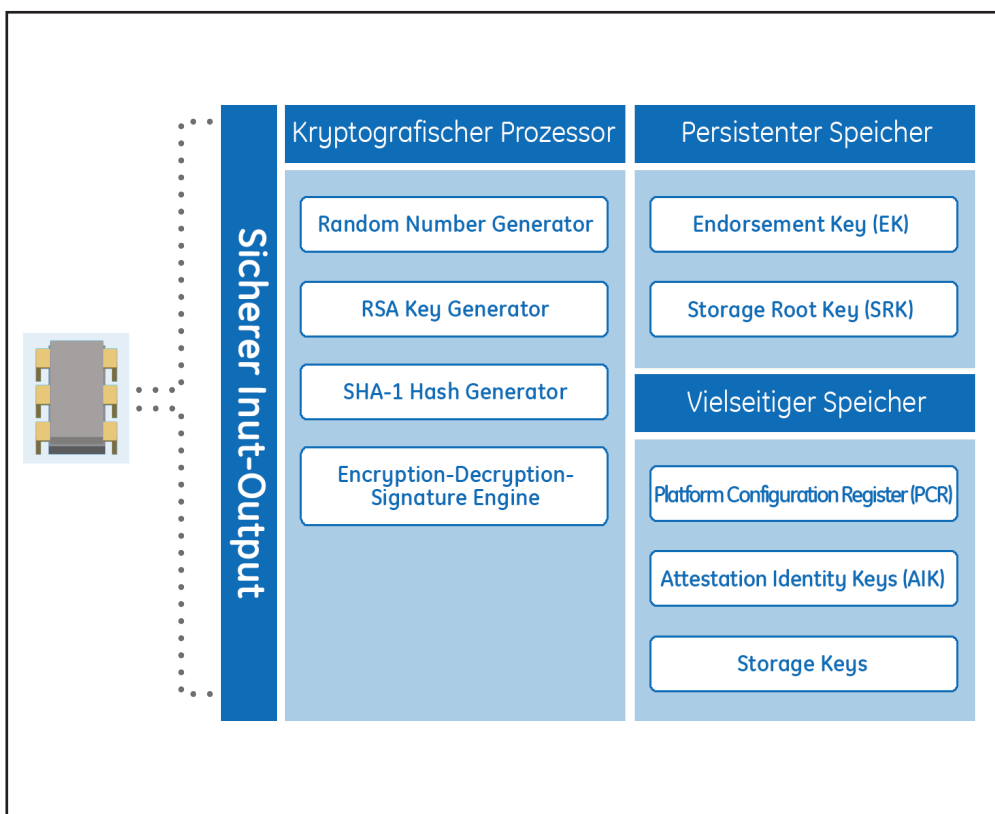 Sicherer Inut-Output
Kryptografischer Prozessor
Random Number Generator
RSA Key Generator
SHA-1 Hash Generator
Encryption-Decryption-
Signature Engine
Persistenter Speicher
Endorsement Key (EK)
Storage Root Key (SRK)
Vielseitiger Speicher
Platform Configuration Register (PCR)
Attestation Identity Keys (AIK)
Storage Keys